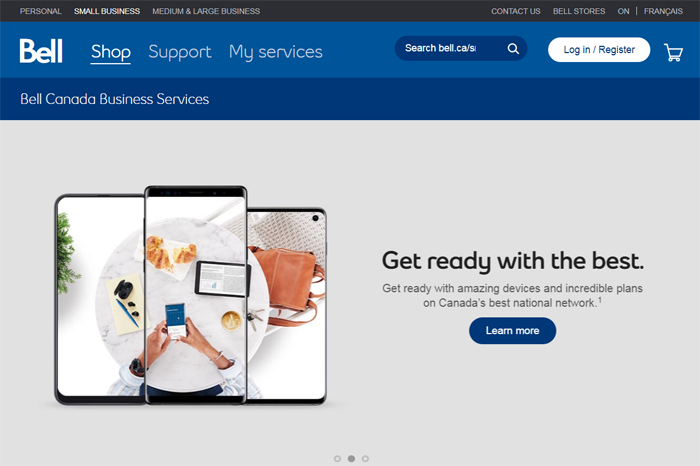 PERSONAL SMALL BUSINESS MEDIUM & LARGE BUSINESS CONTACT US BELL STORES ON | FRANÇAIS
Bell Shop Support My services Search bell.ca/s Log in / Register
Bell Canada Business Services
Get ready with the best.
Get ready with amazing devices and incredible plans
on Canada's best national network.1
Learn more